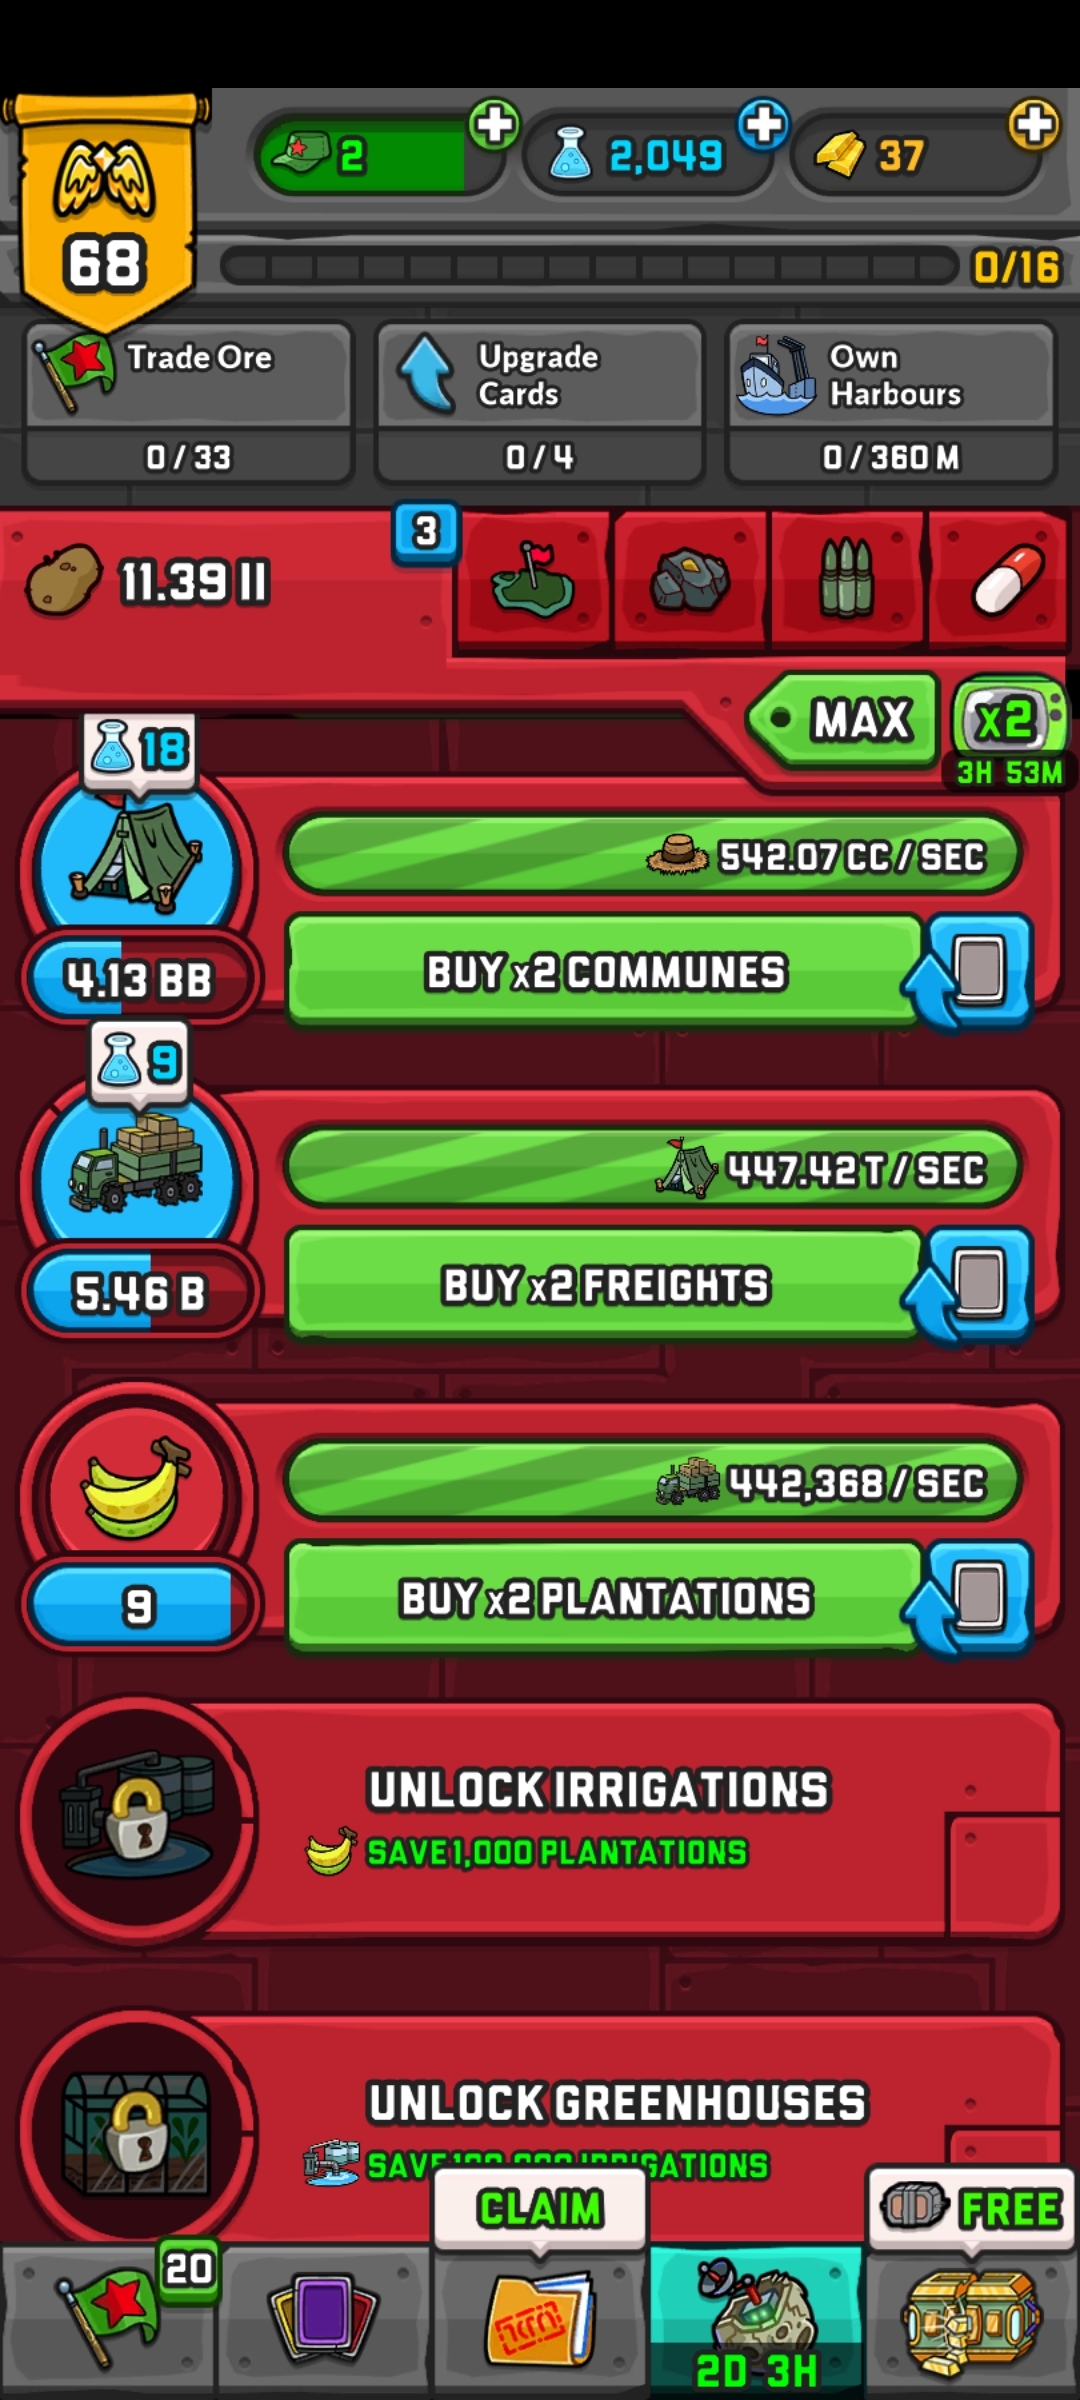 2
2,049
37
68
0/16
Trade Ore
0/33
Upgrade
Cards
0/4
Own
Harbours
0/360 M
11.39 II
3
MAX
x2
3H 53M
18
542.07 CC / SEC
4.13 BB
BUY x2 COMMUNES
9
447.42 T / SEC
5.46 B
BUY x2 FREIGHTS
442,368 / SEC
9
BUY x2 PLANTATIONS
UNLOCK IRRIGATIONS
SAVE 1,000 PLANTATIONS
UNLOCK GREENHOUSES
SAVE 100,000 IRRIGATIONS
CLAIM
FREE
20
2D 3H